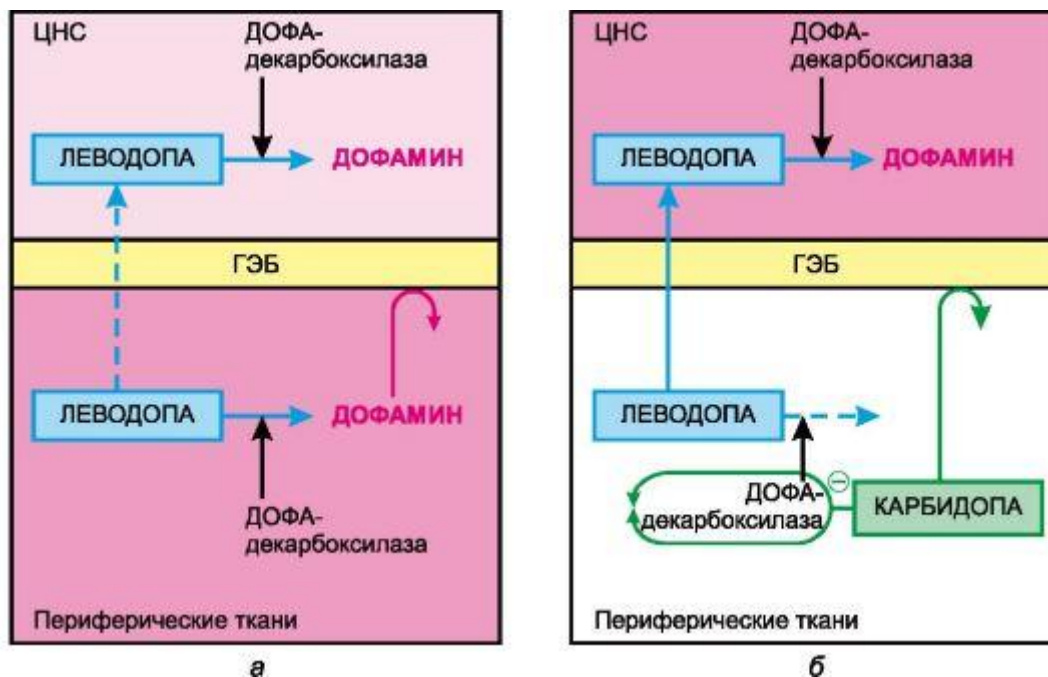 ЦНС
ДОФА-
декарбоксилаза
ЛЕВОДОПА
ДОФАМИН
ГЭБ
ЛЕВОДОПА
ДОФАМИН
ДОФА-
декарбоксилаза
Периферические ткани
а
ЦНС
ДОФА-
декарбоксилаза
ЛЕВОДОПА
ДОФАМИН
ГЭБ
ЛЕВОДОПА
ДОФА-
декарбоксилаза
−
КАРБИДОПА
Периферические ткани
б